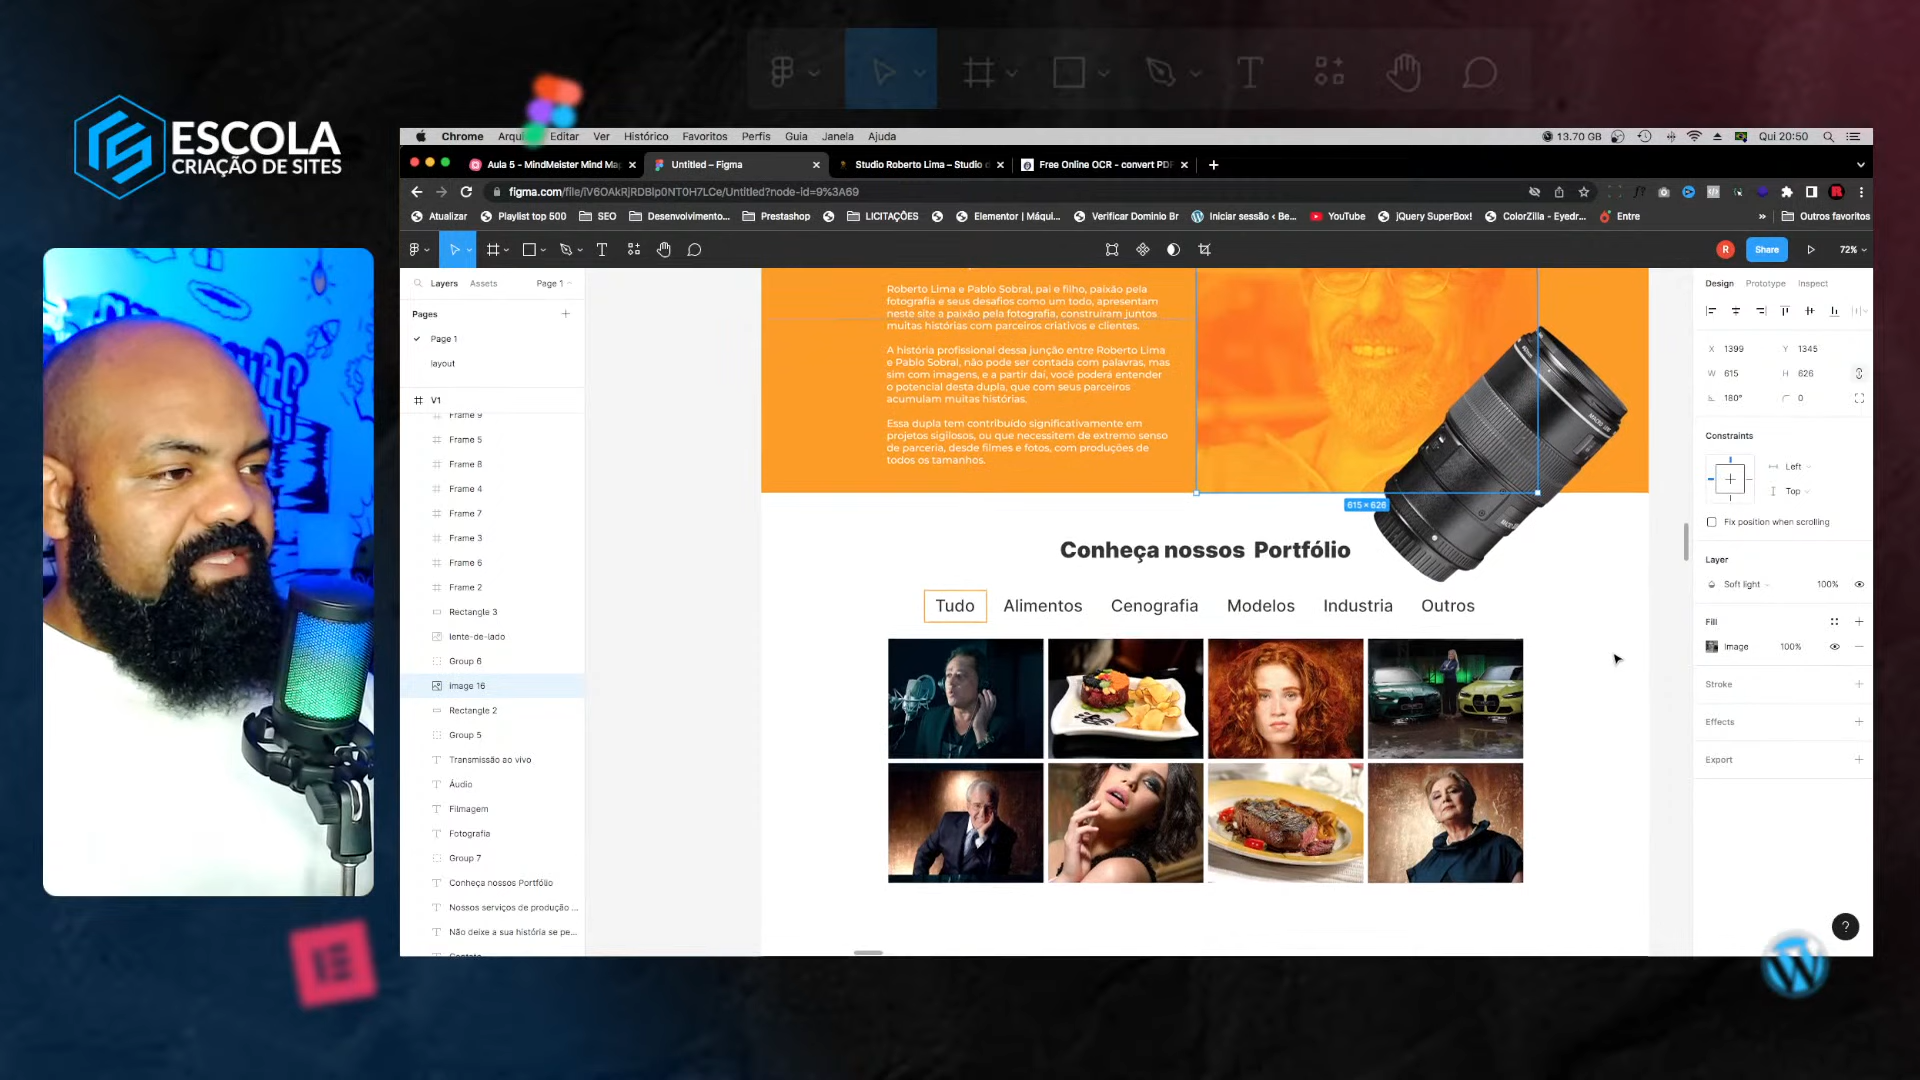 ESCOLA
CRIAÇÃO DE SITES
Chrome
Editar
Ver
Histórico
Favoritos
Perfis
Guia
Janela
Ajuda
13.70 GB
Qui 20:50
Aula 5 - MindMeister Mind Ma
Untitled – Figma
Studio Roberto Lima – Studio
Free Online OCR - convert PDF
Atualizar
Playlist top 500
SEO
Desenvolvimento...
Prestashop
LICITAÇÕES
Elementor | Máqui...
Verificar Dominio Br
Iniciar sessão ‹ Be...
YouTube
jQuery SuperBox!
ColorZilla - Eyedr...
Entre
Outros favoritos
R
Share
72%
Layers
Assets
Page 1
Pages
Page 1
layout
V1
Frame 9
Frame 5
Frame 8
Frame 4
Frame 7
Frame 3
Frame 6
Frame 2
Rectangle 3
lente-de-lado
Group 6
image 16
Rectangle 2
Group 5
Transmissão ao vivo
Áudio
Filmagem
Fotografia
Group 7
Conheça nossos Portfólio
Nossos serviços de produção ...
Não deixe a sua história se pe...
Roberto Lima e Pablo Sobral, pai e filho, paixão pela
fotografia e seus desafios como um todo, apresentam
neste site a paixão pela fotografia, construiram juntos
muitas histórias com parceiros criativos e clientes.
A história profissional dessa junção entre Roberto Lima
e Pablo Sobral, não pode ser contada com palavras, mas
sim com imagens, e a partir daí, você poderá entender
o potencial desta dupla, que com seus parceiros
acumulam muitas histórias.
Essa dupla tem contribuído significativamente em
projetos sigilosos, ou que necessitem de extremo senso
de parceria, desde filmes e fotos, com produções de
todos os tamanhos.
615 × 626
Conheça nossos Portfólio
Tudo
Alimentos
Cenografia
Modelos
Industria
Outros
Design
Prototype
Inspect
X 1399
Y 1345
W 615
H 626
180°
0
Constraints
Left
Top
Fix position when scrolling
Layer
Soft light
100%
Fill
Image
100%
Stroke
Effects
Export
?